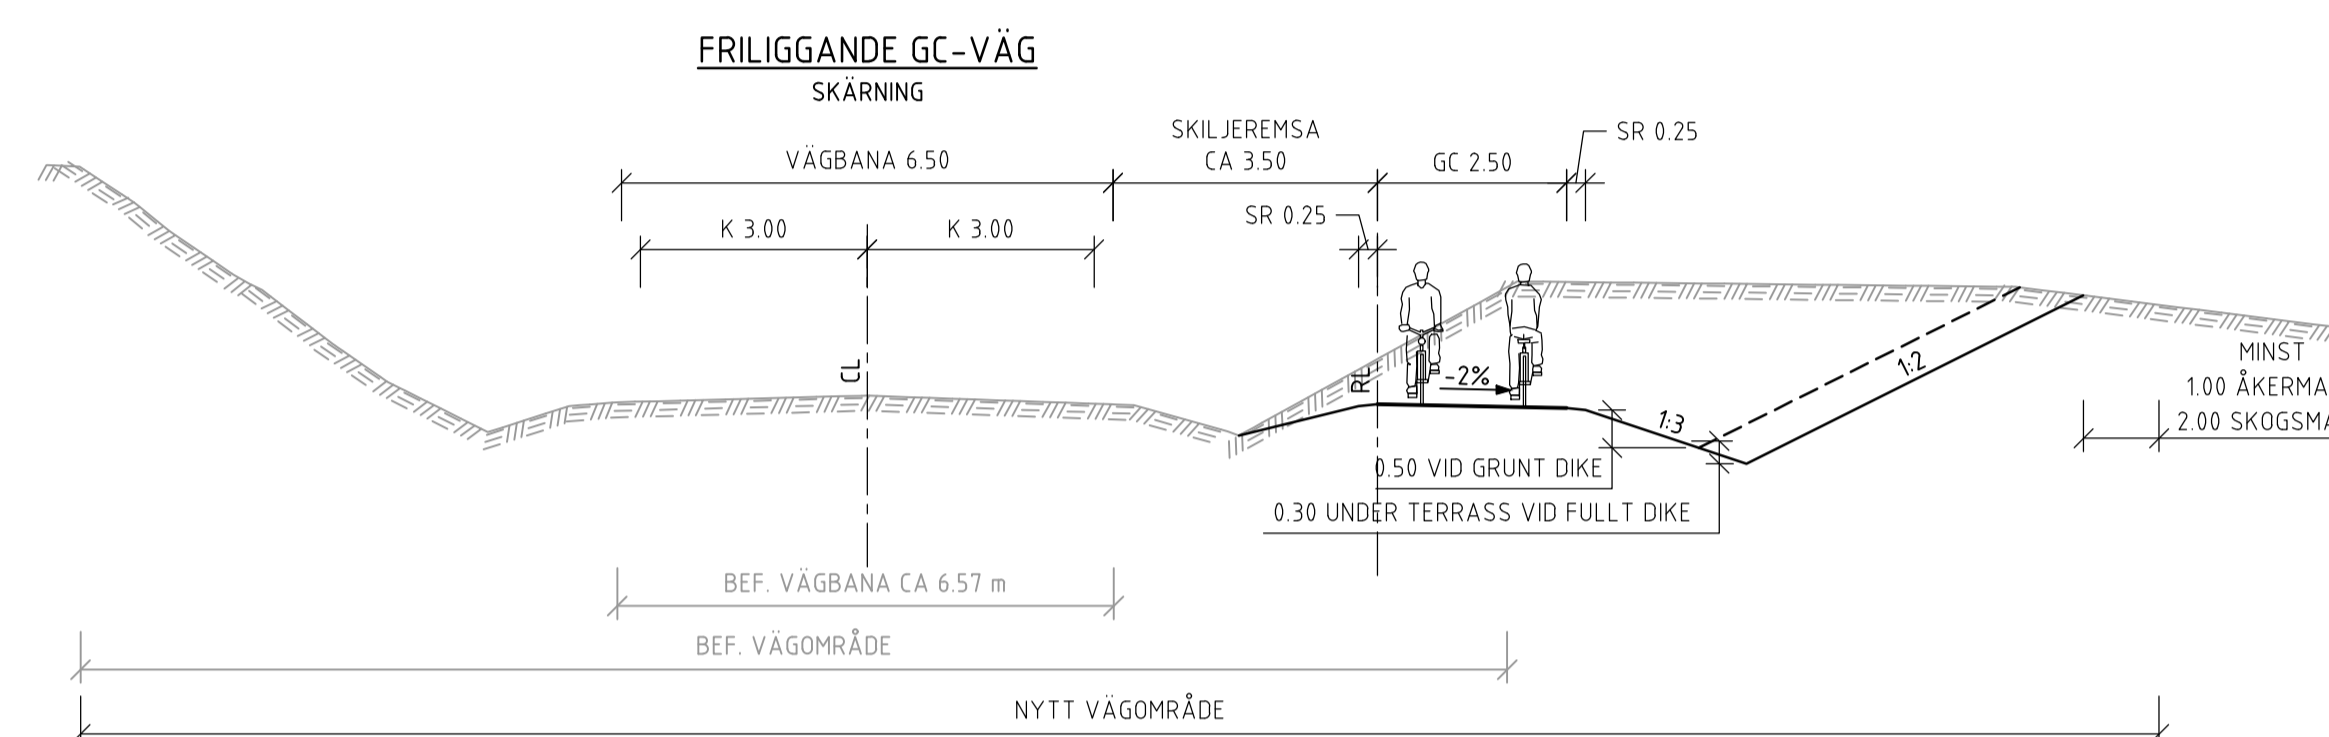 FRILIGGANDE GC-VÄG
SKÄRNING
SKILJEREMSA
CA 3.50
VÄGBANA 6.50
GC 2.50
SR 0.25
SR 0.25
K 3.00
K 3.00
CL
RL
-2%
1:3
1:2
MINST
1.00 ÅKERMA
2.00 SKOGSMA
0.50 VID GRUNT DIKE
0.30 UNDER TERRASS VID FULLT DIKE
BEF. VÄGBANA CA 6.57 m
BEF. VÄGOMRÅDE
NYTT VÄGOMRÅDE